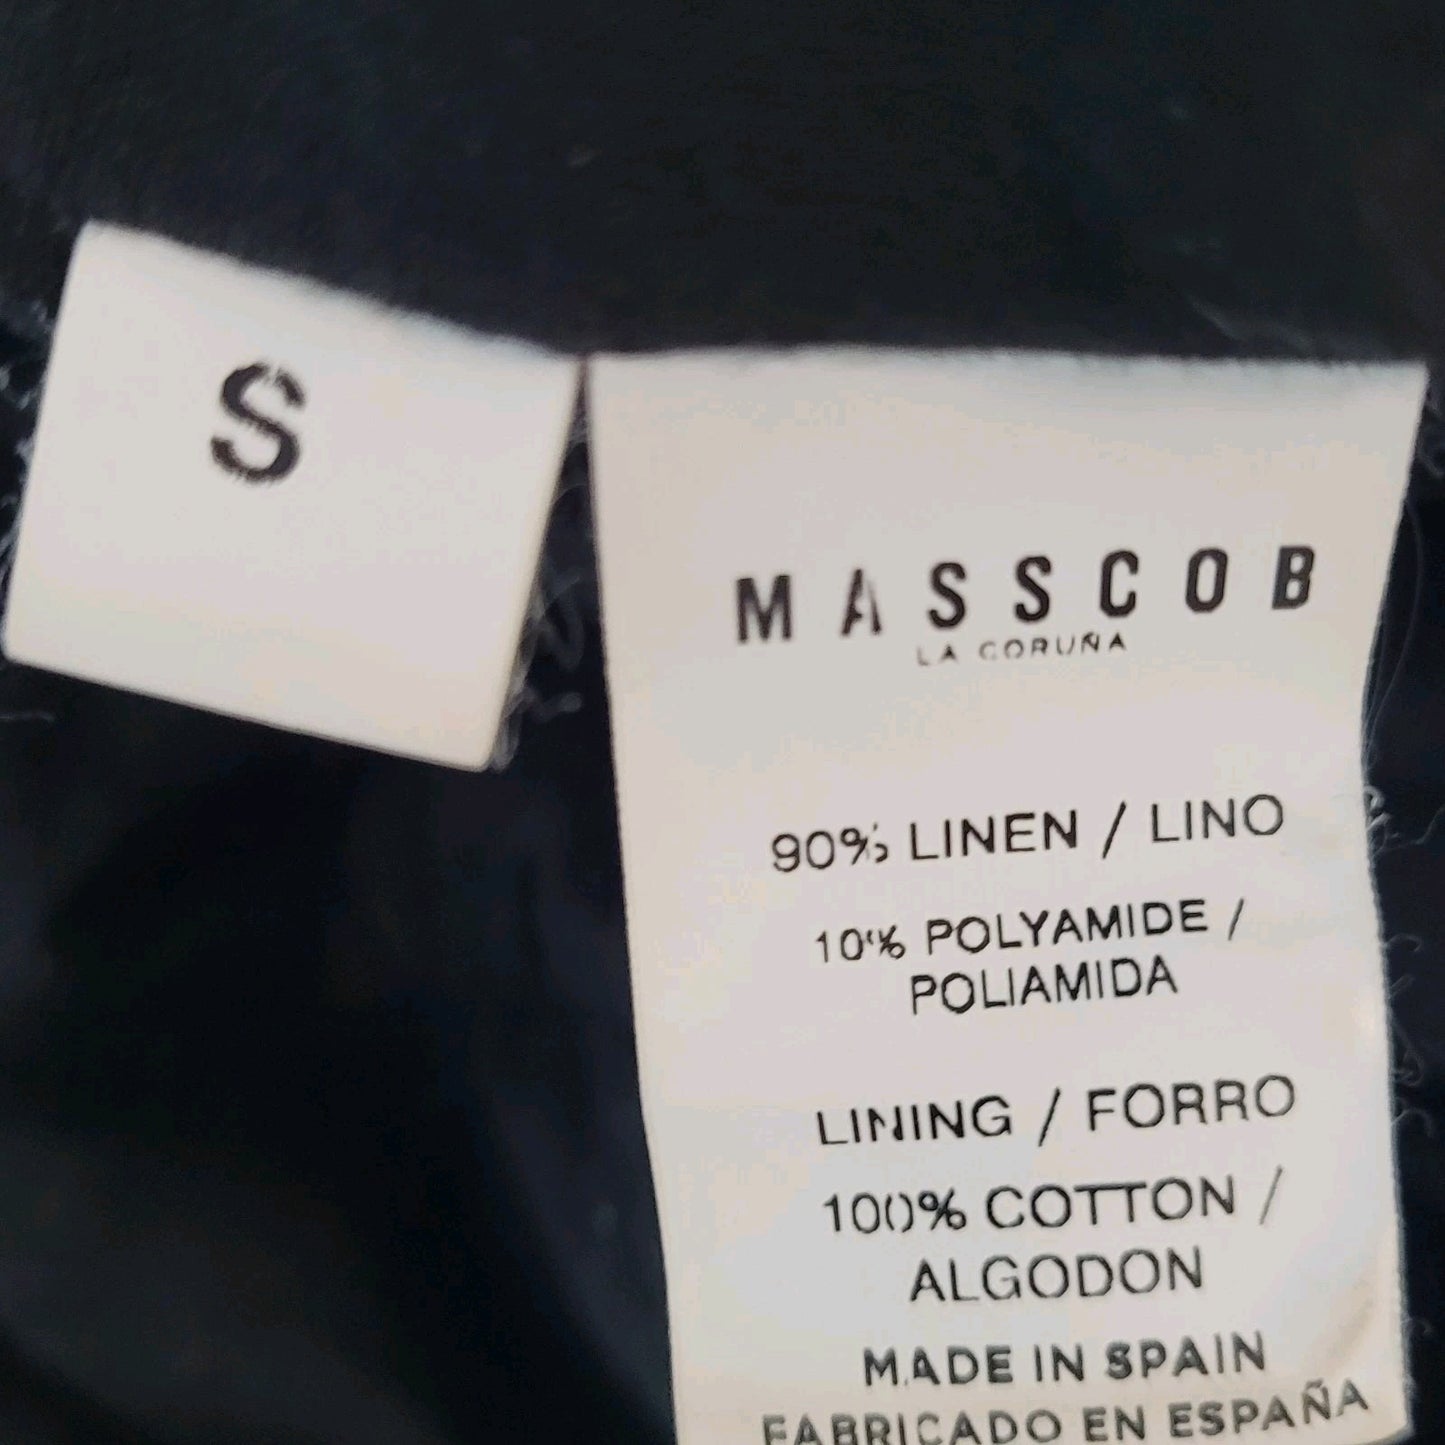 S
MASSCOB
LA CORUÑA
90% LINEN / LINO
10% POLYAMIDE /
POLIAMIDA
LINING / FORRO
100% COTTON /
ALGODON
MADE IN SPAIN
FABRICADO EN ESPAÑA